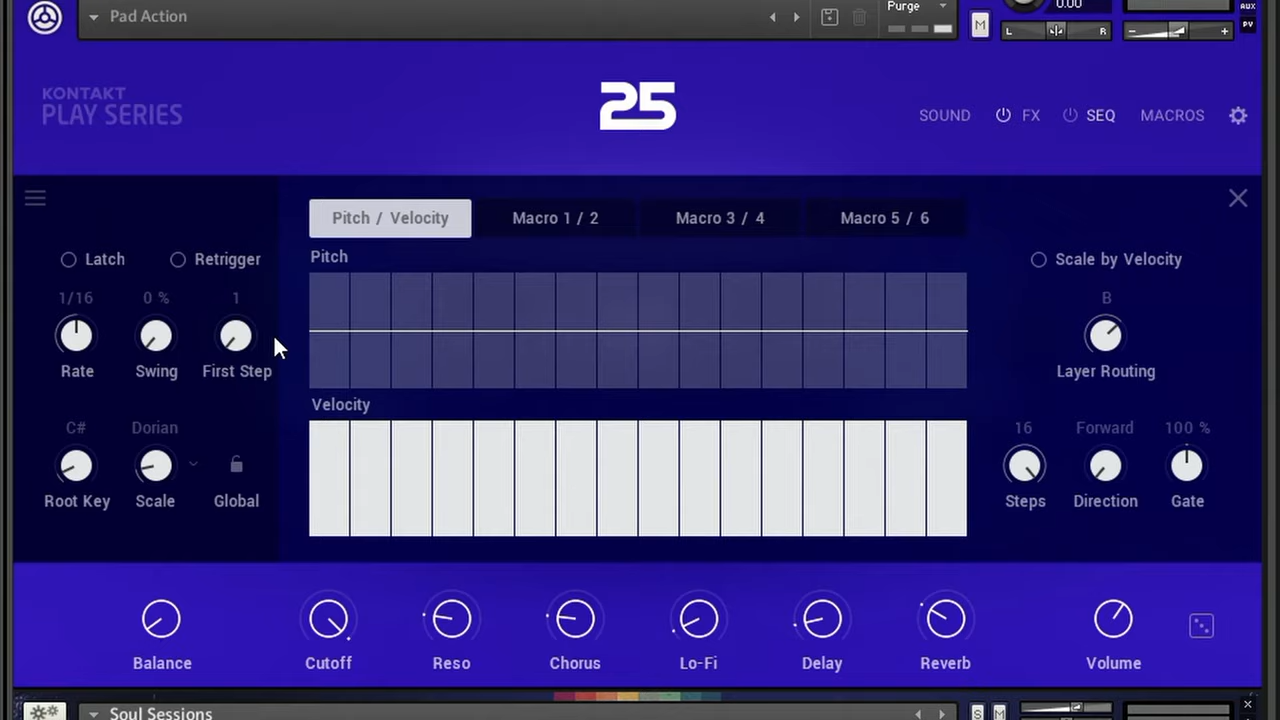 Pad Action
Purge
0.00
AUX
PV
M
L
R
− +
KONTAKT
PLAY SERIES
25
SOUND
FX
SEQ
MACROS
Pitch / Velocity
Macro 1 / 2
Macro 3 / 4
Macro 5 / 6
Latch
Retrigger
Pitch
Scale by Velocity
1/16
0 %
1
B
Rate
Swing
First Step
Layer Routing
Velocity
C#
Dorian
16
Forward
100 %
Root Key
Scale
Global
Steps
Direction
Gate
Balance
Cutoff
Reso
Chorus
Lo-Fi
Delay
Reverb
Volume
Soul Sessions
S
M